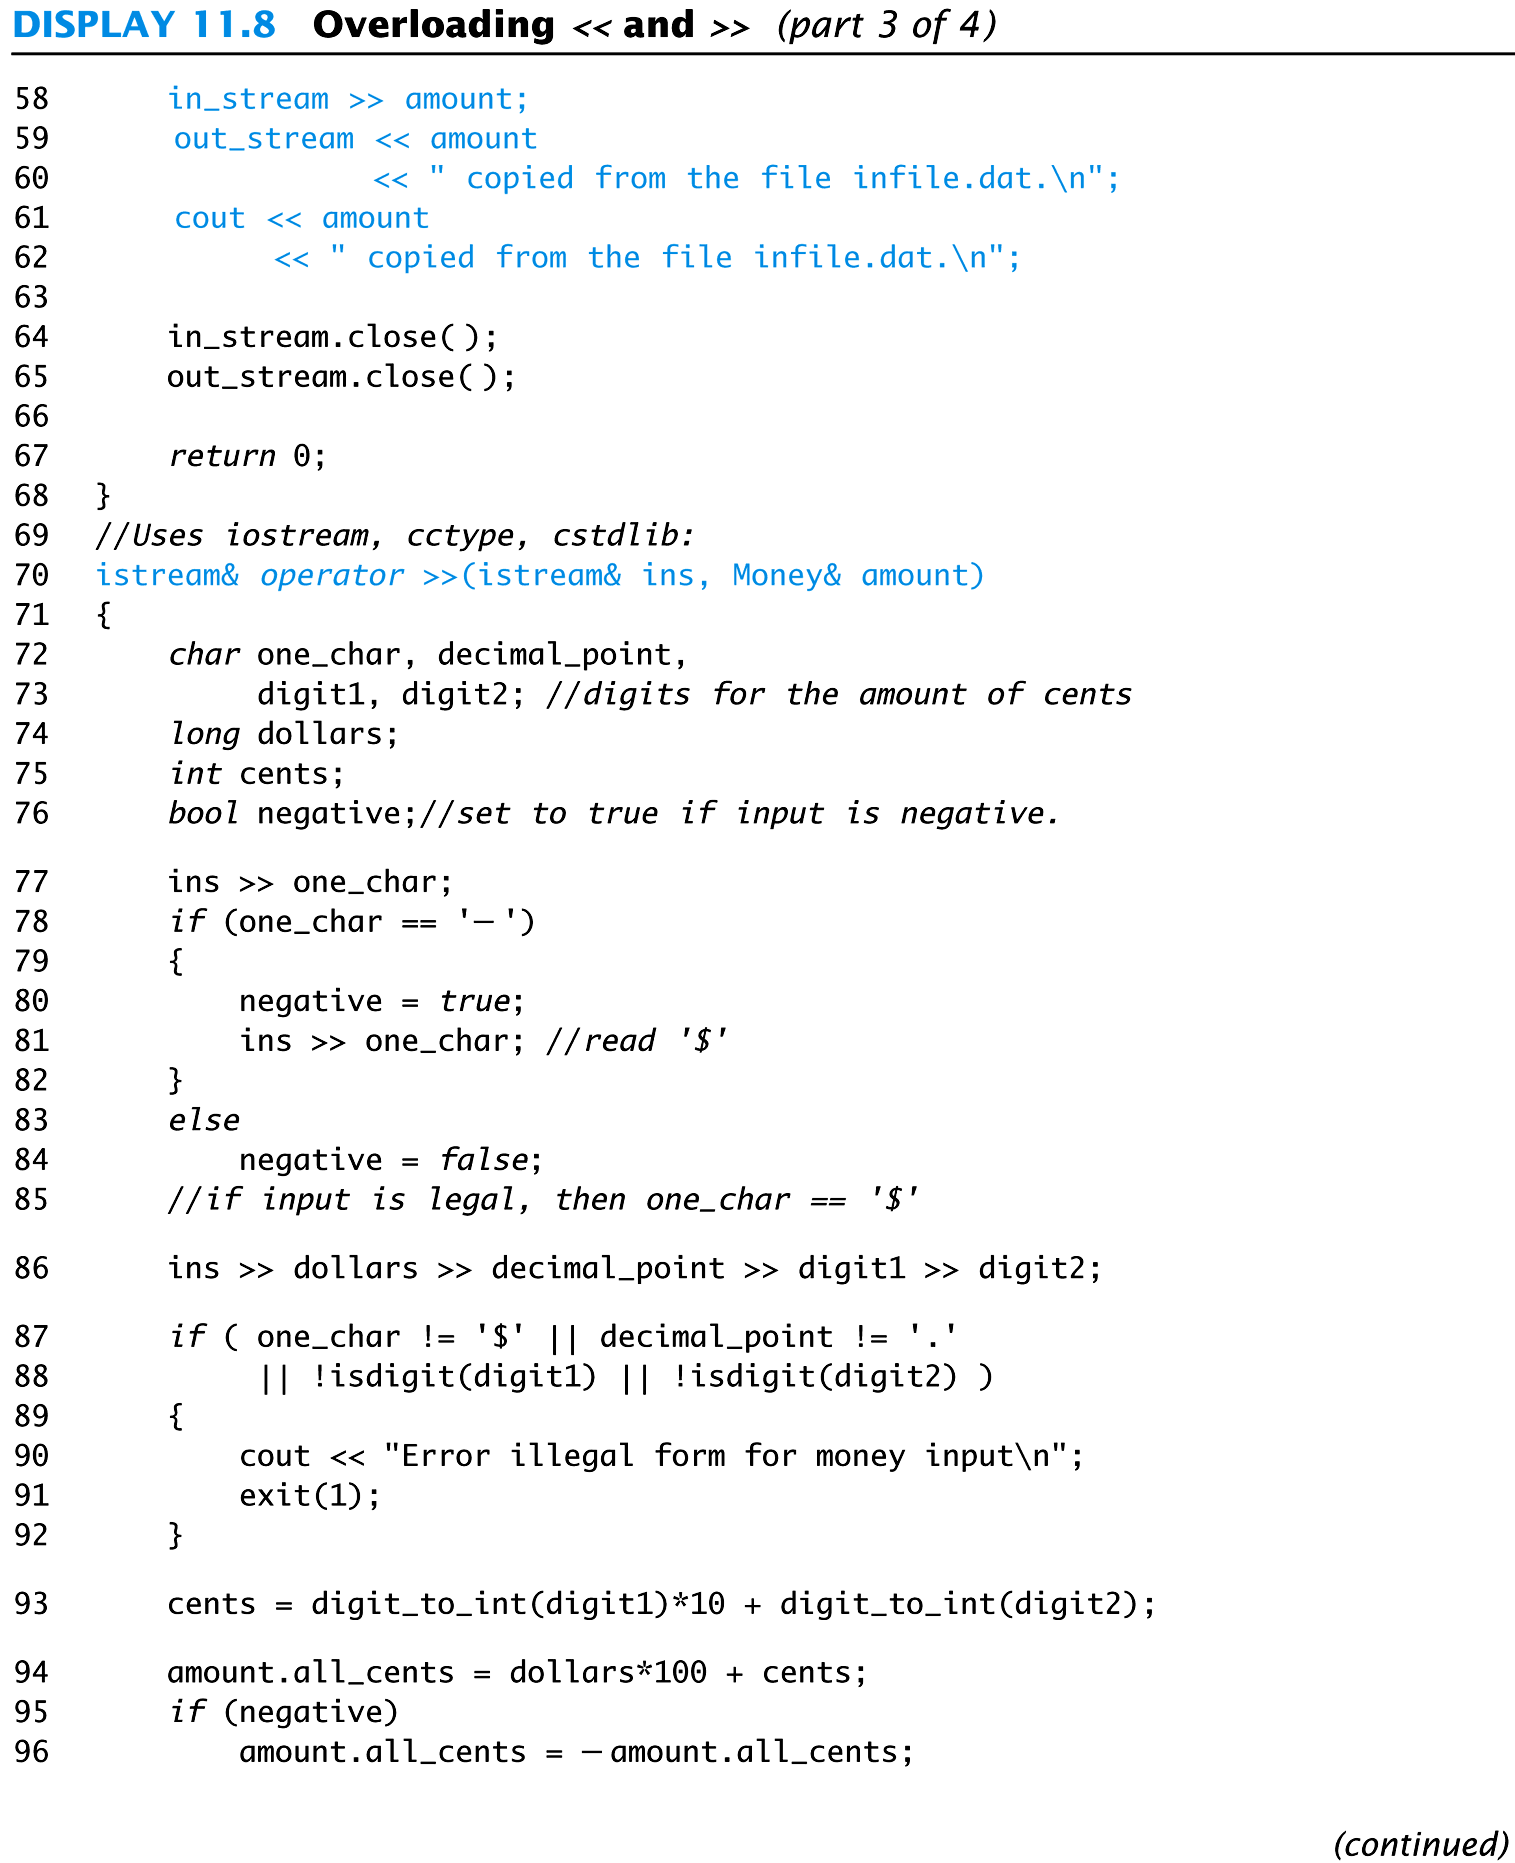 DISPLAY 11.8 Overloading << and >> (part 3 of 4)
58 in_stream >> amount;
59 out_stream << amount
60 << " copied from the file infile.dat.\n";
61 cout << amount
62 << " copied from the file infile.dat.\n";
63
64 in_stream.close( );
65 out_stream.close( );
66
67 return 0;
68 }
69 //Uses iostream, cctype, cstdlib:
70 istream& operator >>(istream& ins, Money& amount)
71 {
72 char one_char, decimal_point,
73 digit1, digit2; //digits for the amount of cents
74 long dollars;
75 int cents;
76 bool negative;//set to true if input is negative.
77 ins >> one_char;
78 if (one_char == '– ')
79 {
80 negative = true;
81 ins >> one_char; //read '$'
82 }
83 else
84 negative = false;
85 //if input is legal, then one_char == '$'
86 ins >> dollars >> decimal_point >> digit1 >> digit2;
87 if ( one_char != '$' || decimal_point != '.'
88 || !isdigit(digit1) || !isdigit(digit2) )
89 {
90 cout << "Error illegal form for money input\n";
91 exit(1);
92 }
93 cents = digit_to_int(digit1)*10 + digit_to_int(digit2);
94 amount.all_cents = dollars*100 + cents;
95 if (negative)
96 amount.all_cents = – amount.all_cents;
(continued)